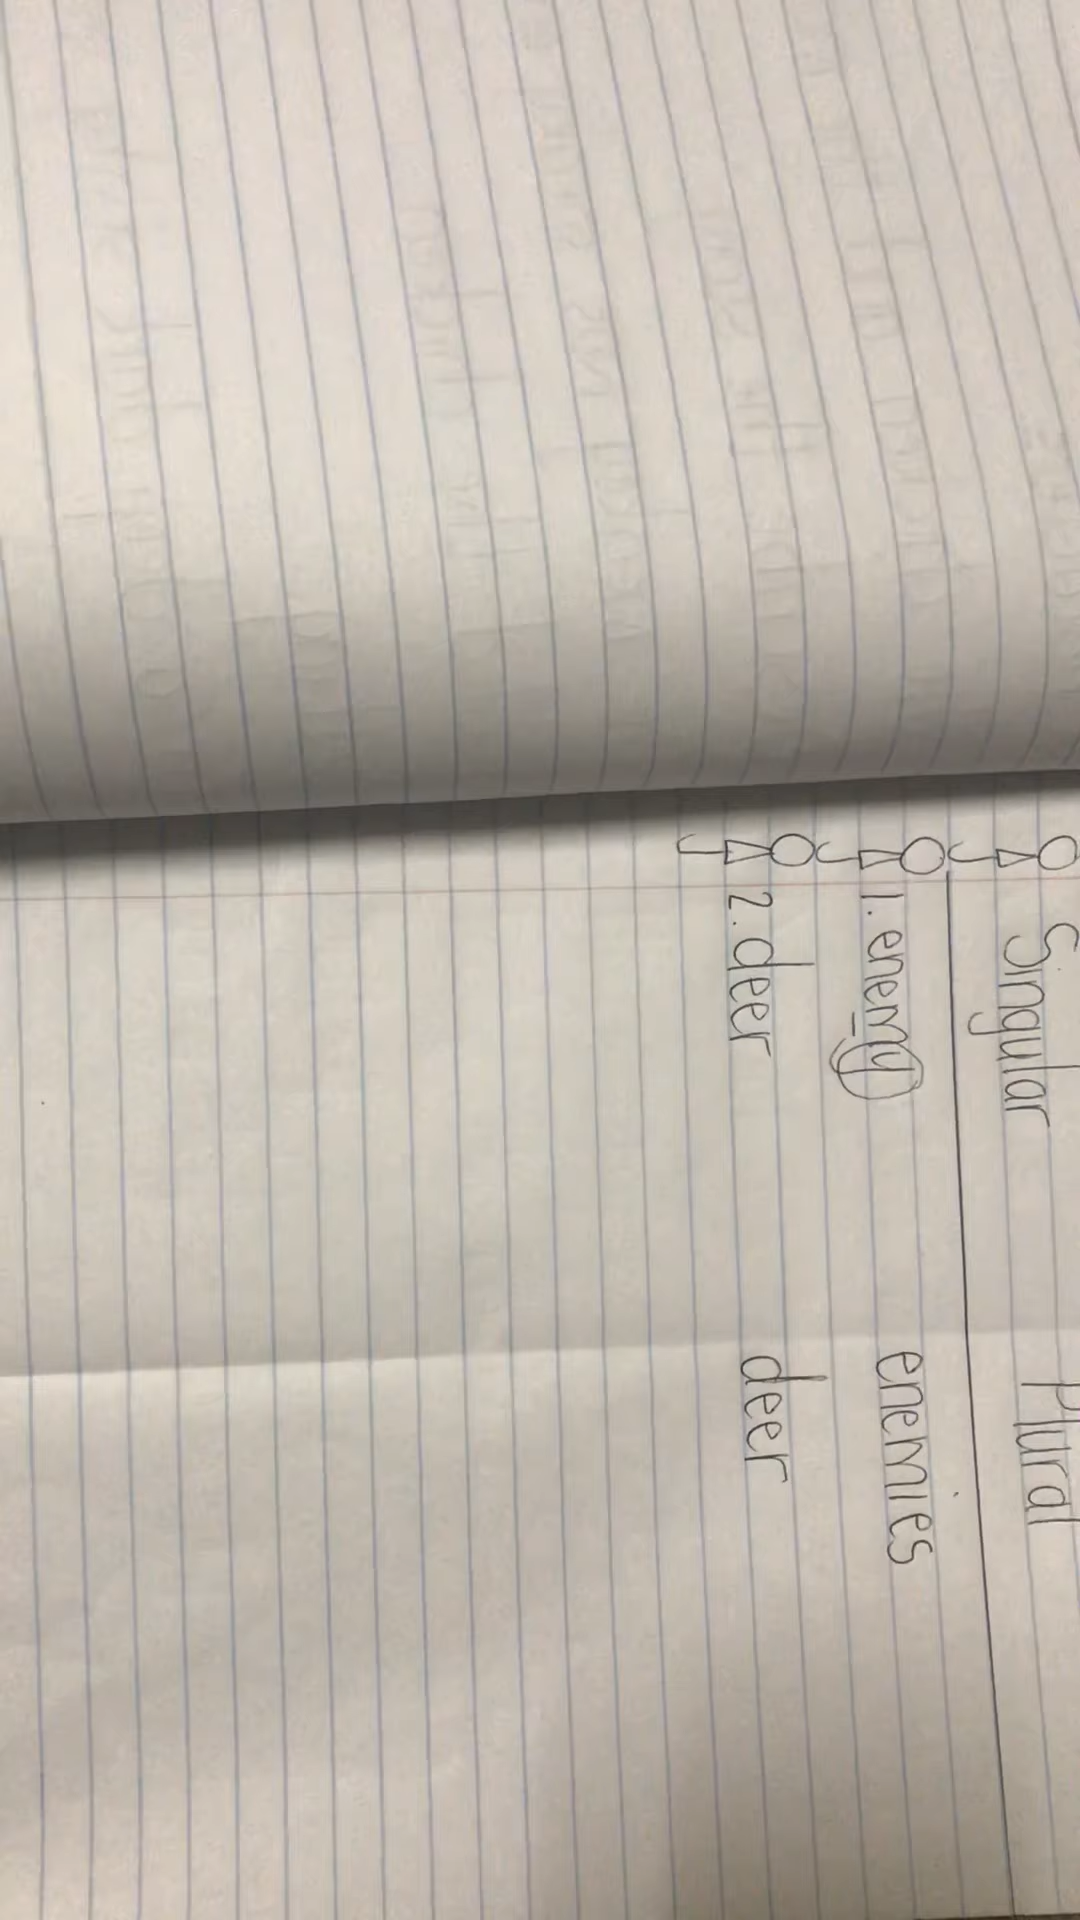 Singular Plural
1. enemy enemies
2. deer deer